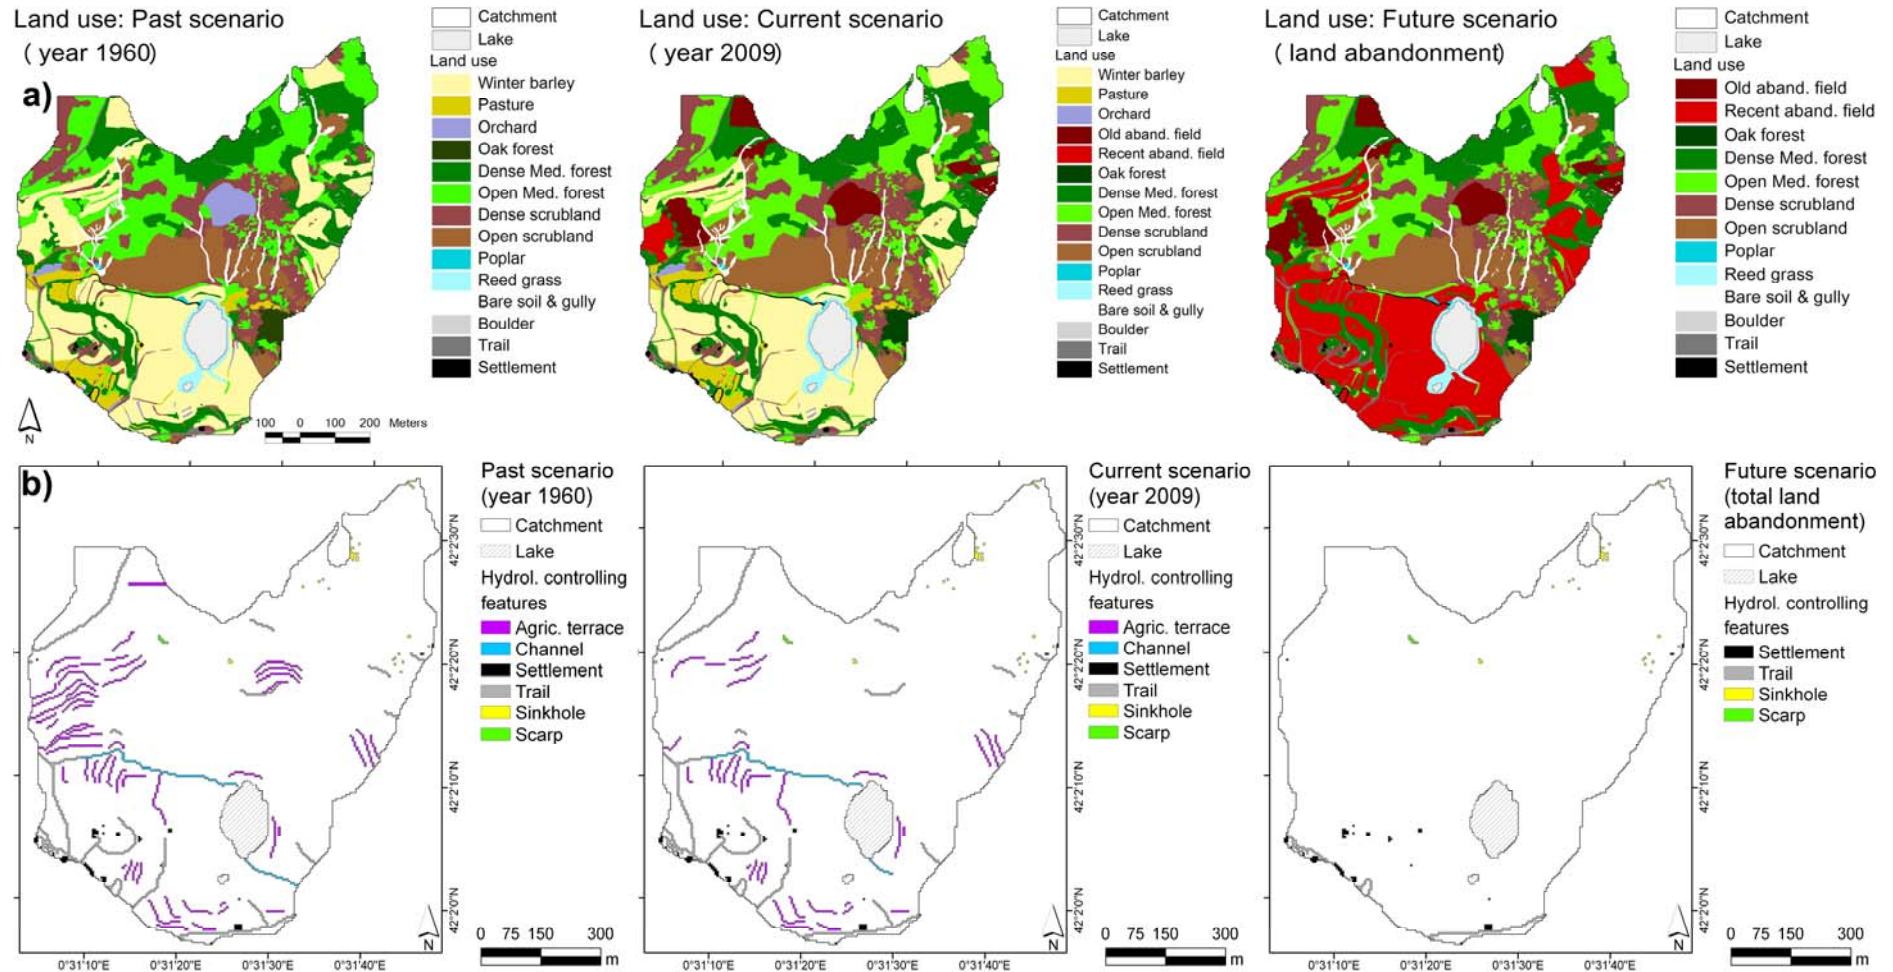 Land use: Past scenario
( year 1960)
a)
Catchment
Lake
Land use
Winter barley
Pasture
Orchard
Oak forest
Dense Med. forest
Open Med. forest
Dense scrubland
Open scrubland
Poplar
Reed grass
Bare soil & gully
Boulder
Trail
Settlement
N
100 0 100 200 Meters
Land use: Current scenario
( year 2009)
Catchment
Lake
Land use
Winter barley
Pasture
Orchard
Old aband. field
Recent aband. field
Oak forest
Dense Med. forest
Open Med. forest
Dense scrubland
Open scrubland
Poplar
Reed grass
Bare soil & gully
Boulder
Trail
Settlement
Land use: Future scenario
( land abandonment)
Catchment
Lake
Land use
Old aband. field
Recent aband. field
Oak forest
Dense Med. forest
Open Med. forest
Dense scrubland
Open scrubland
Poplar
Reed grass
Bare soil & gully
Boulder
Trail
Settlement
b)
Past scenario
(year 1960)
Catchment
Lake
Hydrol. controlling
features
Agric. terrace
Channel
Settlement
Trail
Sinkhole
Scarp
42°2'30"N
42°2'20"N
42°2'10"N
42°2'0"N
N
0 75 150 300
m
0°31'10"E 0°31'20"E 0°31'30"E 0°31'40"E
Current scenario
(year 2009)
Catchment
Lake
Hydrol. controlling
features
Agric. terrace
Channel
Settlement
Trail
Sinkhole
Scarp
42°2'30"N
42°2'20"N
42°2'10"N
42°2'0"N
N
0 75 150 300
m
0°31'10"E 0°31'20"E 0°31'30"E 0°31'40"E
Future scenario
(total land
abandonment)
Catchment
Lake
Hydrol. controlling
features
Settlement
Trail
Sinkhole
Scarp
42°2'30"N
42°2'20"N
42°2'10"N
42°2'0"N
N
0 75 150 300
m
0°31'10"E 0°31'20"E 0°31'30"E 0°31'40"E